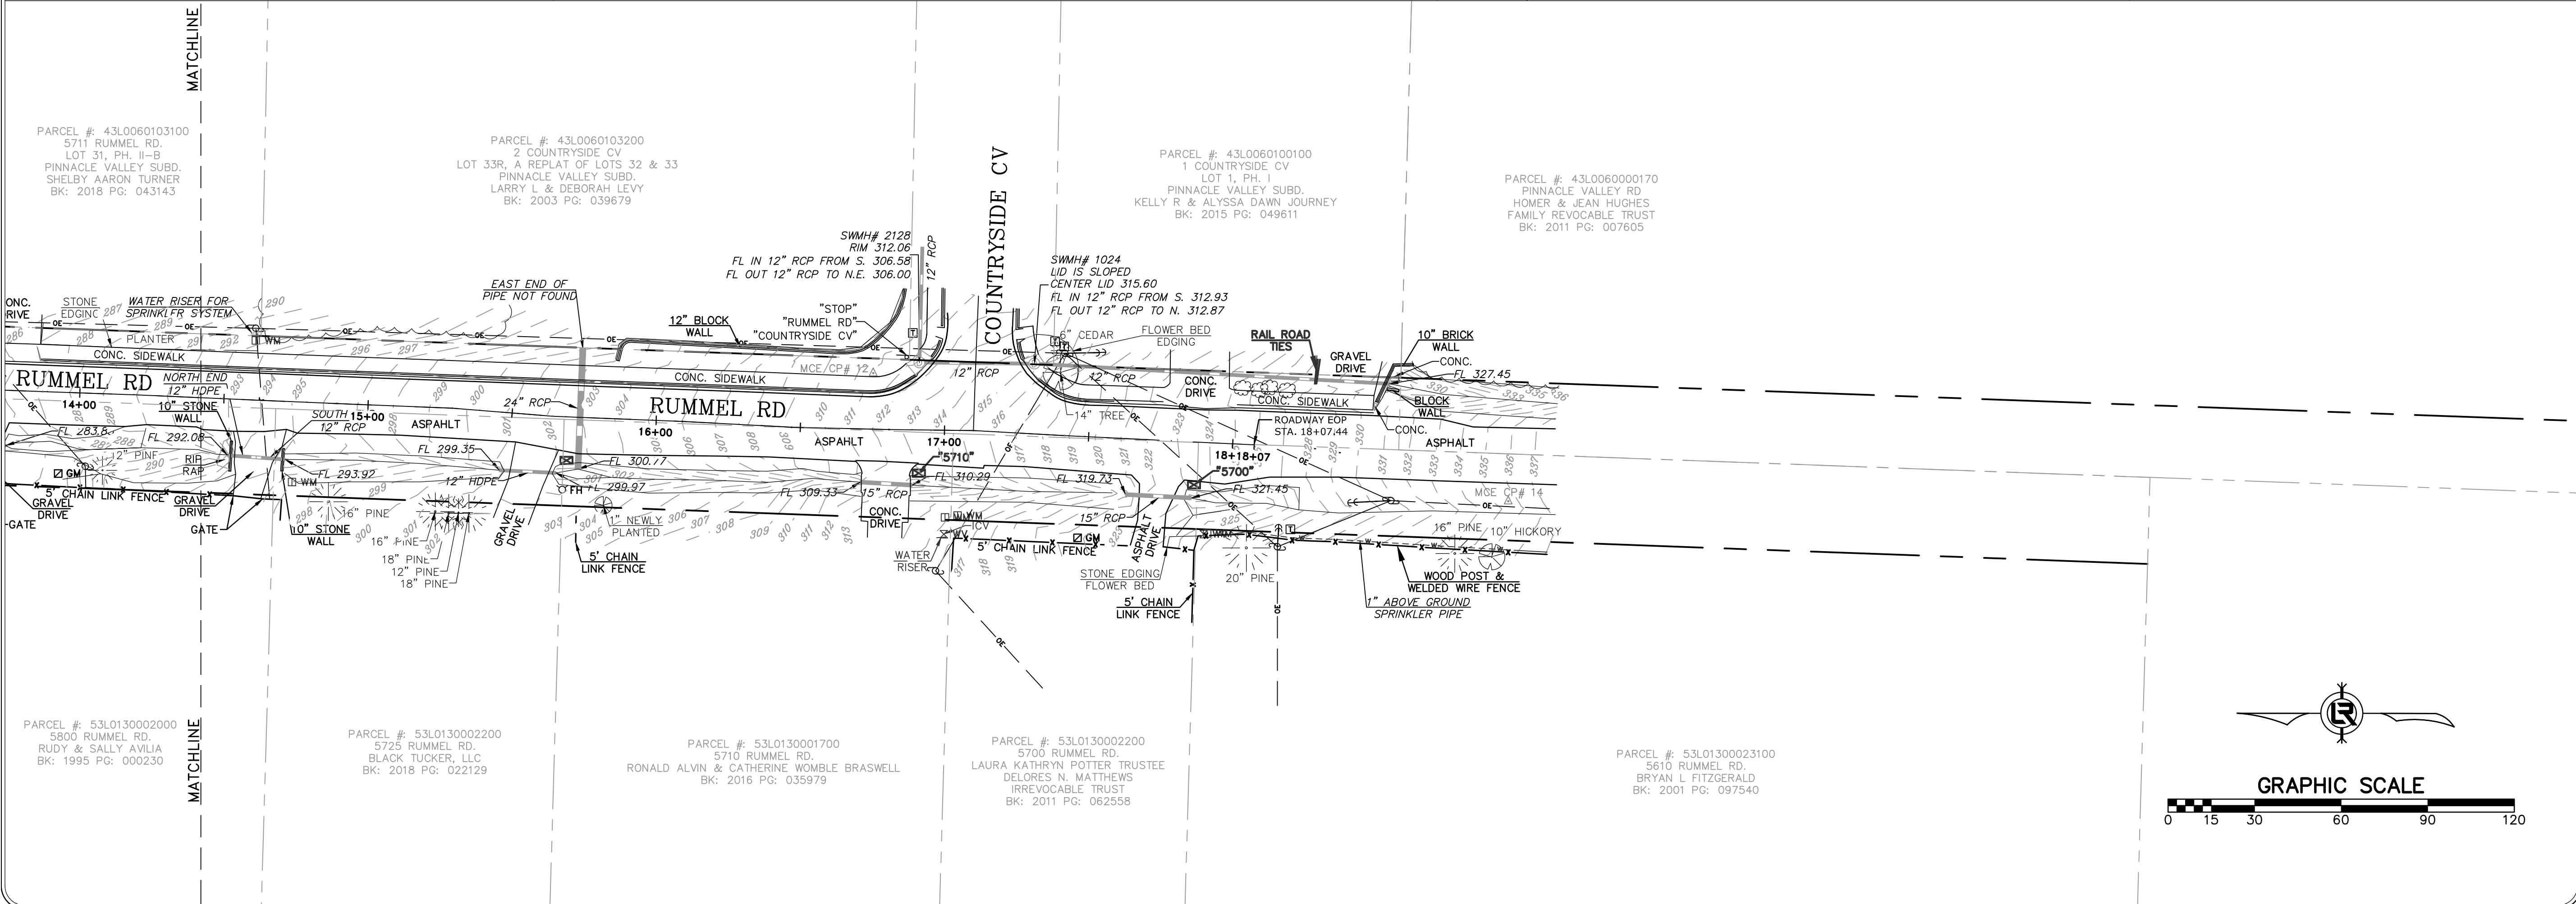 MATCHLINE
PARCEL #: 43L0060103100
5711 RUMMEL RD.
LOT 31, PH. II-B
PINNACLE VALLEY SUBD.
SHELBY AARON TURNER
BK: 2018 PG: 043143
PARCEL #: 43L0060103200
2 COUNTRYSIDE CV
LOT 33R, A REPLAT OF LOTS 32 & 33
PINNACLE VALLEY SUBD.
LARRY L & DEBORAH LEVY
BK: 2003 PG: 039679
COUNTRYSIDE CV
PARCEL #: 43L0060100100
1 COUNTRYSIDE CV
LOT 1, PH. I
PINNACLE VALLEY SUBD.
KELLY R & ALYSSA DAWN JOURNEY
BK: 2015 PG: 049611
PARCEL #: 43L0060000170
PINNACLE VALLEY RD
HOMER & JEAN HUGHES
FAMILY REVOCABLE TRUST
BK: 2011 PG: 007605
SWMH# 2128
RIM 312.06
FL IN 12" RCP FROM S. 306.58
FL OUT 12" RCP TO N.E. 306.00
12" RCP
SWMH# 1024
LID IS SLOPED
CENTER LID 315.60
FL IN 12" RCP FROM S. 312.93
FL OUT 12" RCP TO N. 312.87
EAST END OF
PIPE NOT FOUND
ONC.
RIVE
STONE
EDGING
WATER RISER FOR
SPRINKLER SYSTEM
WM
PLANTER
CONC. SIDEWALK
12" BLOCK
WALL
"STOP"
"RUMMEL RD"
"COUNTRYSIDE CV"
6" CEDAR
FLOWER BED
EDGING
RAIL ROAD
TIES
GRAVEL
DRIVE
10" BRICK
WALL
CONC.
FL 327.45
BLOCK
WALL
CONC.
CONC. SIDEWALK
MCE/CP# 12
12" RCP
12" RCP
CONC.
DRIVE
CONC. SIDEWALK
14" TREE
ROADWAY EOP
STA. 18+07.44
RUMMEL RD
NORTH END
12" HDPE
14+00
10" STONE
WALL
SOUTH
12" RCP
15+00
24" RCP
RUMMEL RD
16+00
ASPAHLT
ASPAHLT
17+00
18+18+07
ASPHALT
FL 283.8
FL 292.08
12" PINE
RIP
RAP
GM
FL 293.92
WM
FL 299.35
12" HDPE
FL 300.77
FH
FL 299.97
"5710"
FL 310.29
FL 309.33
15" RCP
FL 319.73
"5700"
FL 321.45
MCE CP# 14
5' CHAIN LINK FENCE
GRAVEL
DRIVE
-GATE
GRAVEL
DRIVE
GATE
10" STONE
WALL
16" PINE
16" PINE
18" PINE
12" PINE
18" PINE
GRAVEL
DRIVE
1" NEWLY
PLANTED
5' CHAIN
LINK FENCE
CONC.
DRIVE
WM
ICV
WV
WATER
RISER
5' CHAIN LINK FENCE
GM
15" RCP
ASPHALT
DRIVE
STONE EDGING
FLOWER BED
5' CHAIN
LINK FENCE
WM
20" PINE
16" PINE
10" HICKORY
WOOD POST &
WELDED WIRE FENCE
1" ABOVE GROUND
SPRINKLER PIPE
MATCHLINE
PARCEL #: 53L0130002000
5800 RUMMEL RD.
RUDY & SALLY AVILIA
BK: 1995 PG: 000230
PARCEL #: 53L0130002200
5725 RUMMEL RD.
BLACK TUCKER, LLC
BK: 2018 PG: 022129
PARCEL #: 53L0130001700
5710 RUMMEL RD.
RONALD ALVIN & CATHERINE WOMBLE BRASWELL
BK: 2016 PG: 035979
PARCEL #: 53L0130002200
5700 RUMMEL RD.
LAURA KATHRYN POTTER TRUSTEE
DELORES N. MATTHEWS
IRREVOCABLE TRUST
BK: 2011 PG: 062558
PARCEL #: 53L01300023100
5610 RUMMEL RD.
BRYAN L FITZGERALD
BK: 2001 PG: 097540
GRAPHIC SCALE
0 15 30 60 90 120